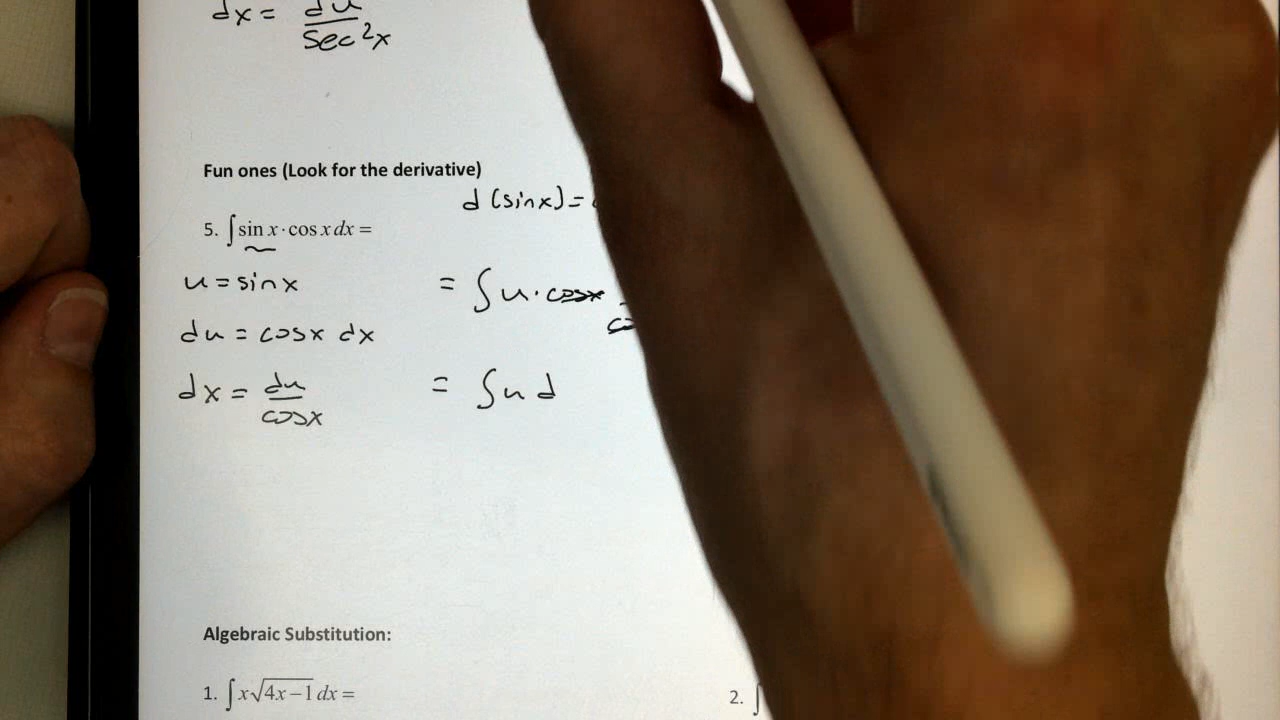 dx = du
sec²x
Fun ones (Look for the derivative)
d (sinx) =
5. ∫ sin x · cos x dx =
u = sinx
= ∫ u · cosx
du = cosx dx
dx = du
cosx
= ∫ u d
Algebraic Substitution:
1. ∫ x√4x−1 dx =
2. ∫